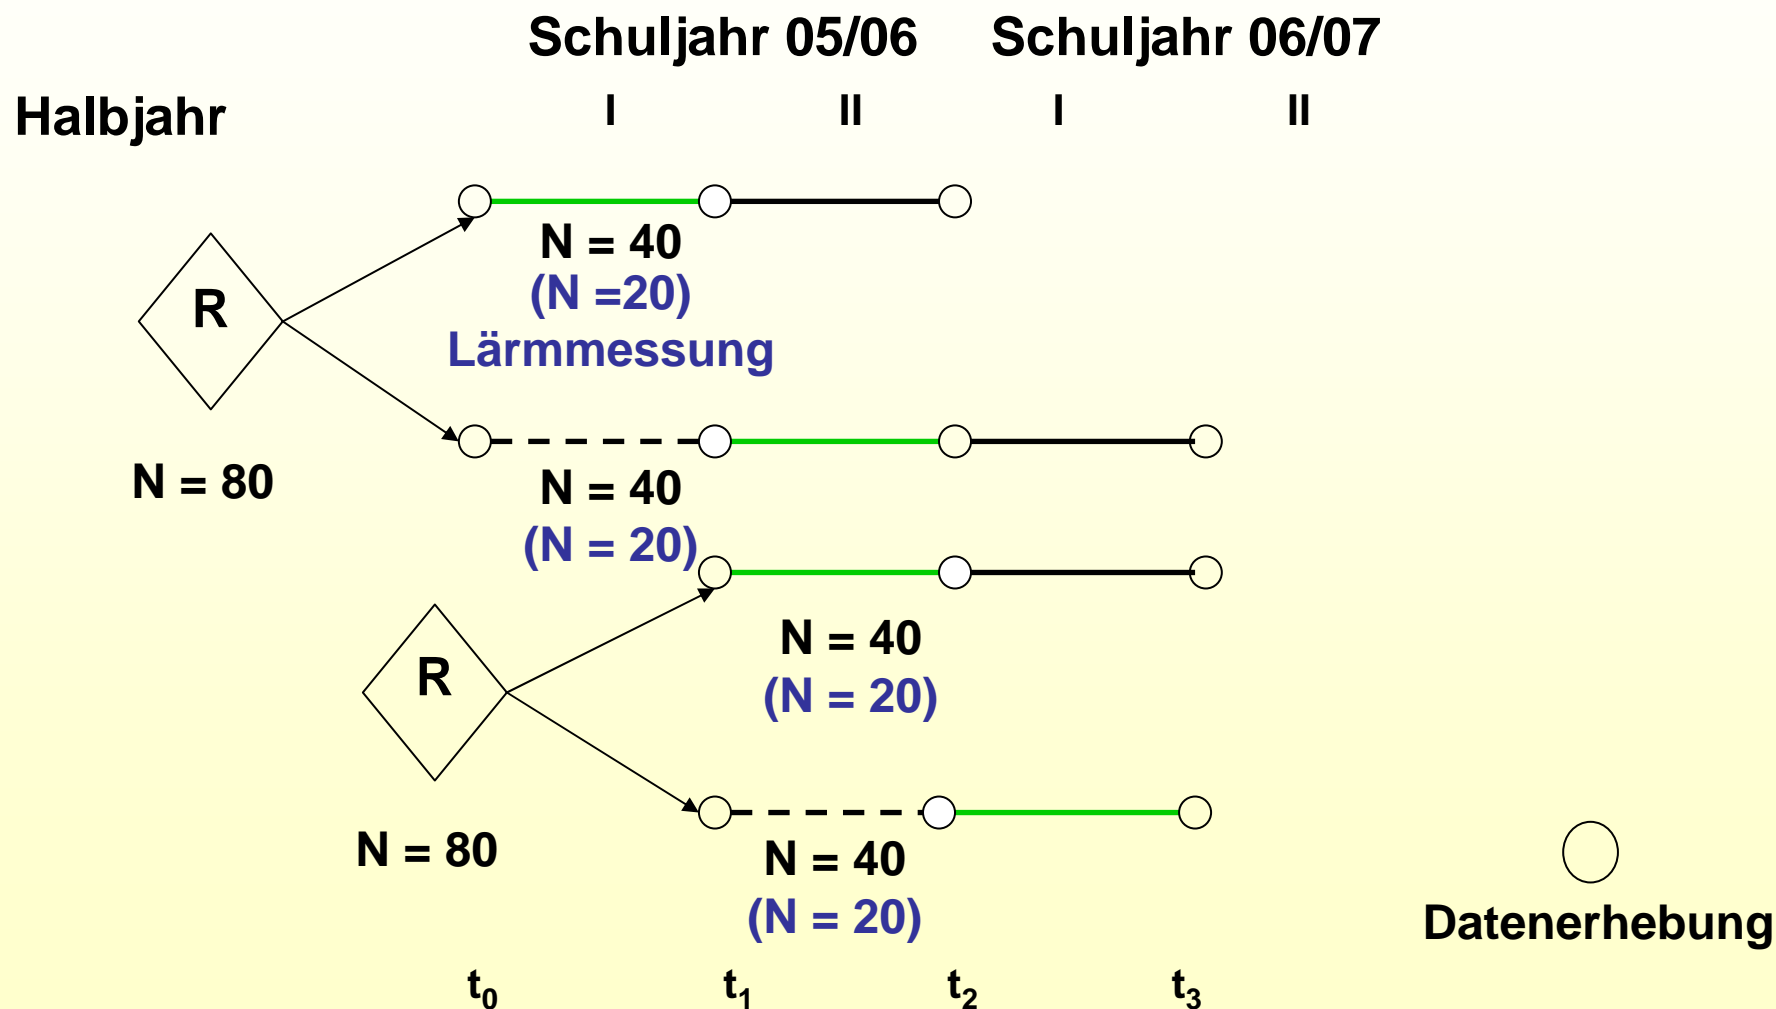 Schuljahr 05/06 Schuljahr 06/07
Halbjahr I II I II
N = 40
(N =20)
Lärmmessung
R
N = 80
N = 40
(N = 20)
N = 40
(N = 20)
R
N = 80
N = 40
(N = 20)
Datenerhebung
t0 t1 t2 t3